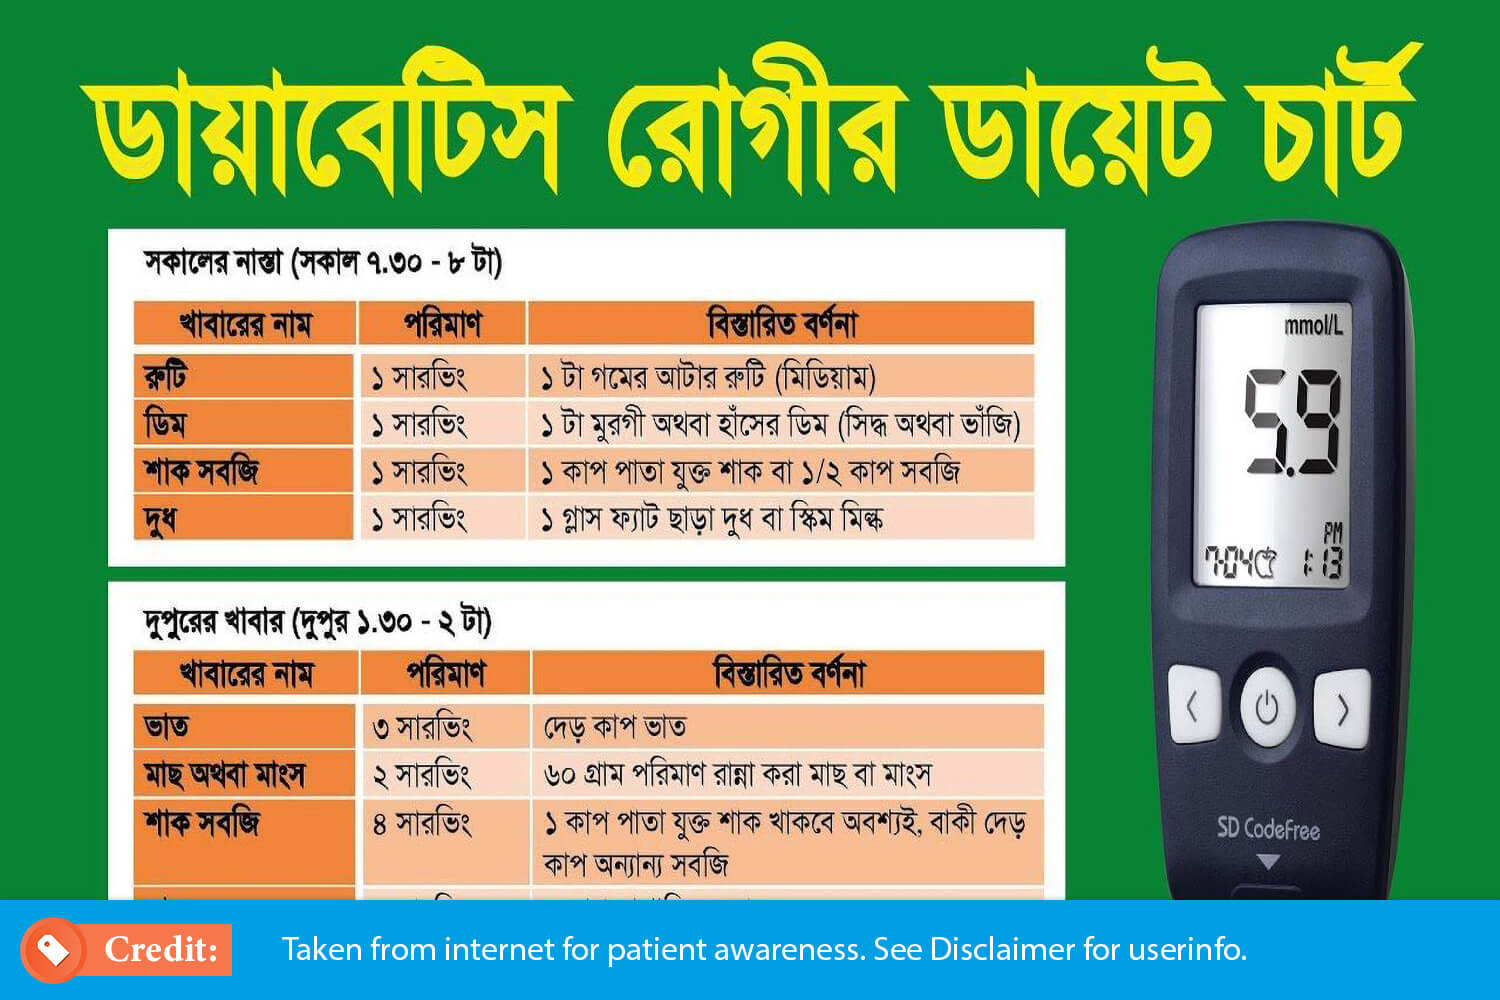 ডায়াবেটিস রোগীর ডায়েট চার্ট
সকালের নাস্তা (সকাল ৭.৩০ - ৮ টা)
খাবারের নাম পরিমাণ বিস্তারিত বর্ণনা
রুটি ১ সারভিং ১ টা গমের আটার রুটি (মিডিয়াম)
ডিম ১ সারভিং ১ টা মুরগী অথবা হাঁসের ডিম (সিদ্ধ অথবা ভাঁজি)
শাক সবজি ১ সারভিং ১ কাপ পাতা যুক্ত শাক বা ১/২ কাপ সবজি
দুধ ১ সারভিং ১ গ্লাস ফ্যাট ছাড়া দুধ বা স্কিম মিল্ক
দুপুরের খাবার (দুপুর ১.৩০ - ২ টা)
খাবারের নাম পরিমাণ বিস্তারিত বর্ণনা
ভাত ৩ সারভিং দেড় কাপ ভাত
মাছ অথবা মাংস ২ সারভিং ৬০ গ্রাম পরিমাণ রান্না করা মাছ বা মাংস
শাক সবজি ৪ সারভিং ১ কাপ পাতা যুক্ত শাক থাকবে অবশ্যই, বাকী দেড়
কাপ অন্যান্য সবজি
mmol/L
5.9
PM
7-04 1:13
SD CodeFree
Credit: Taken from internet for patient awareness. See Disclaimer for userinfo.